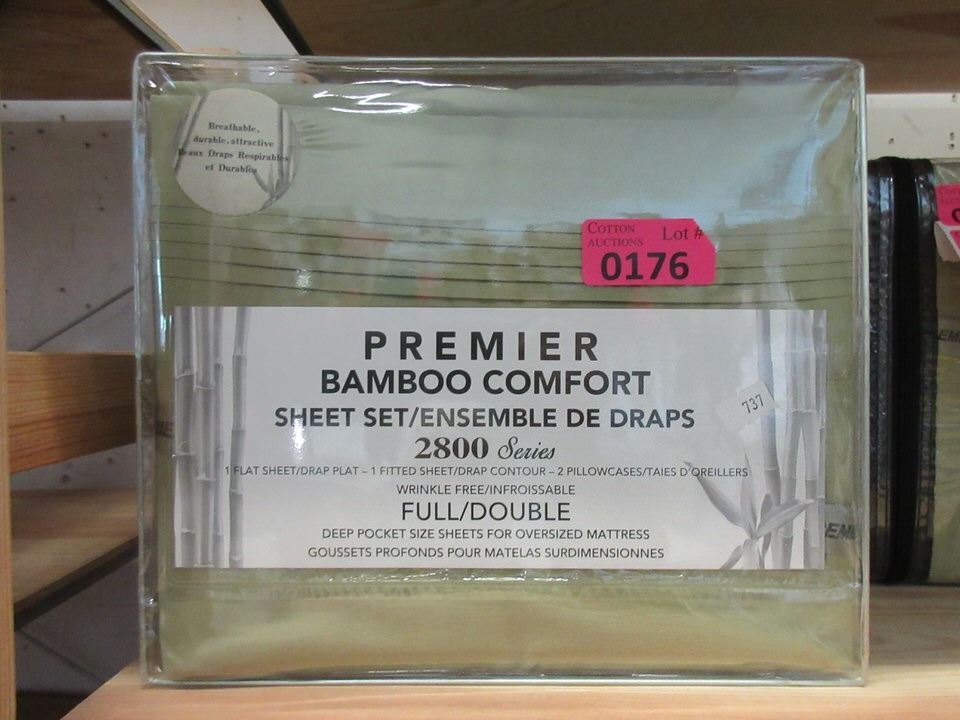 Breathable,
durable, attractive
Beaux Draps Respirables
et Durables
COTTON
AUCTIONS
Lot #
0176
PREMIER
BAMBOO COMFORT
SHEET SET/ENSEMBLE DE DRAPS
2800 Series
1 FLAT SHEET/DRAP PLAT – 1 FITTED SHEET/DRAP CONTOUR – 2 PILLOWCASES/TAIES D'OREILLERS
WRINKLE FREE/INFROISSABLE
FULL/DOUBLE
DEEP POCKET SIZE SHEETS FOR OVERSIZED MATTRESS
GOUSSETS PROFONDS POUR MATELAS SURDIMENSIONNES
737